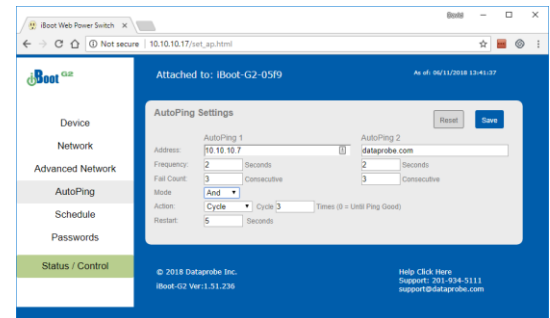 iBoot Web Power Switch
Not secure | 10.10.10.17/set_ap.html
iBoot G2
Attached to: iBoot-G2-05f9
As of: 06/11/2018 13:41:37
Device
Network
Advanced Network
AutoPing
Schedule
Passwords
Status / Control
AutoPing Settings
Reset
Save
AutoPing 1 AutoPing 2
Address: 10.10.10.7 dataprobe.com
Frequency: 2 Seconds 2 Seconds
Fail Count: 3 Consecutive 3 Consecutive
Mode And
Action: Cycle Cycle 3 Times (0 = Until Ping Good)
Restart: 5 Seconds
© 2018 Dataprobe Inc.
iBoot-G2 Ver:1.51.236
Help Click Here
Support: 201-934-5111
support@dataprobe.com